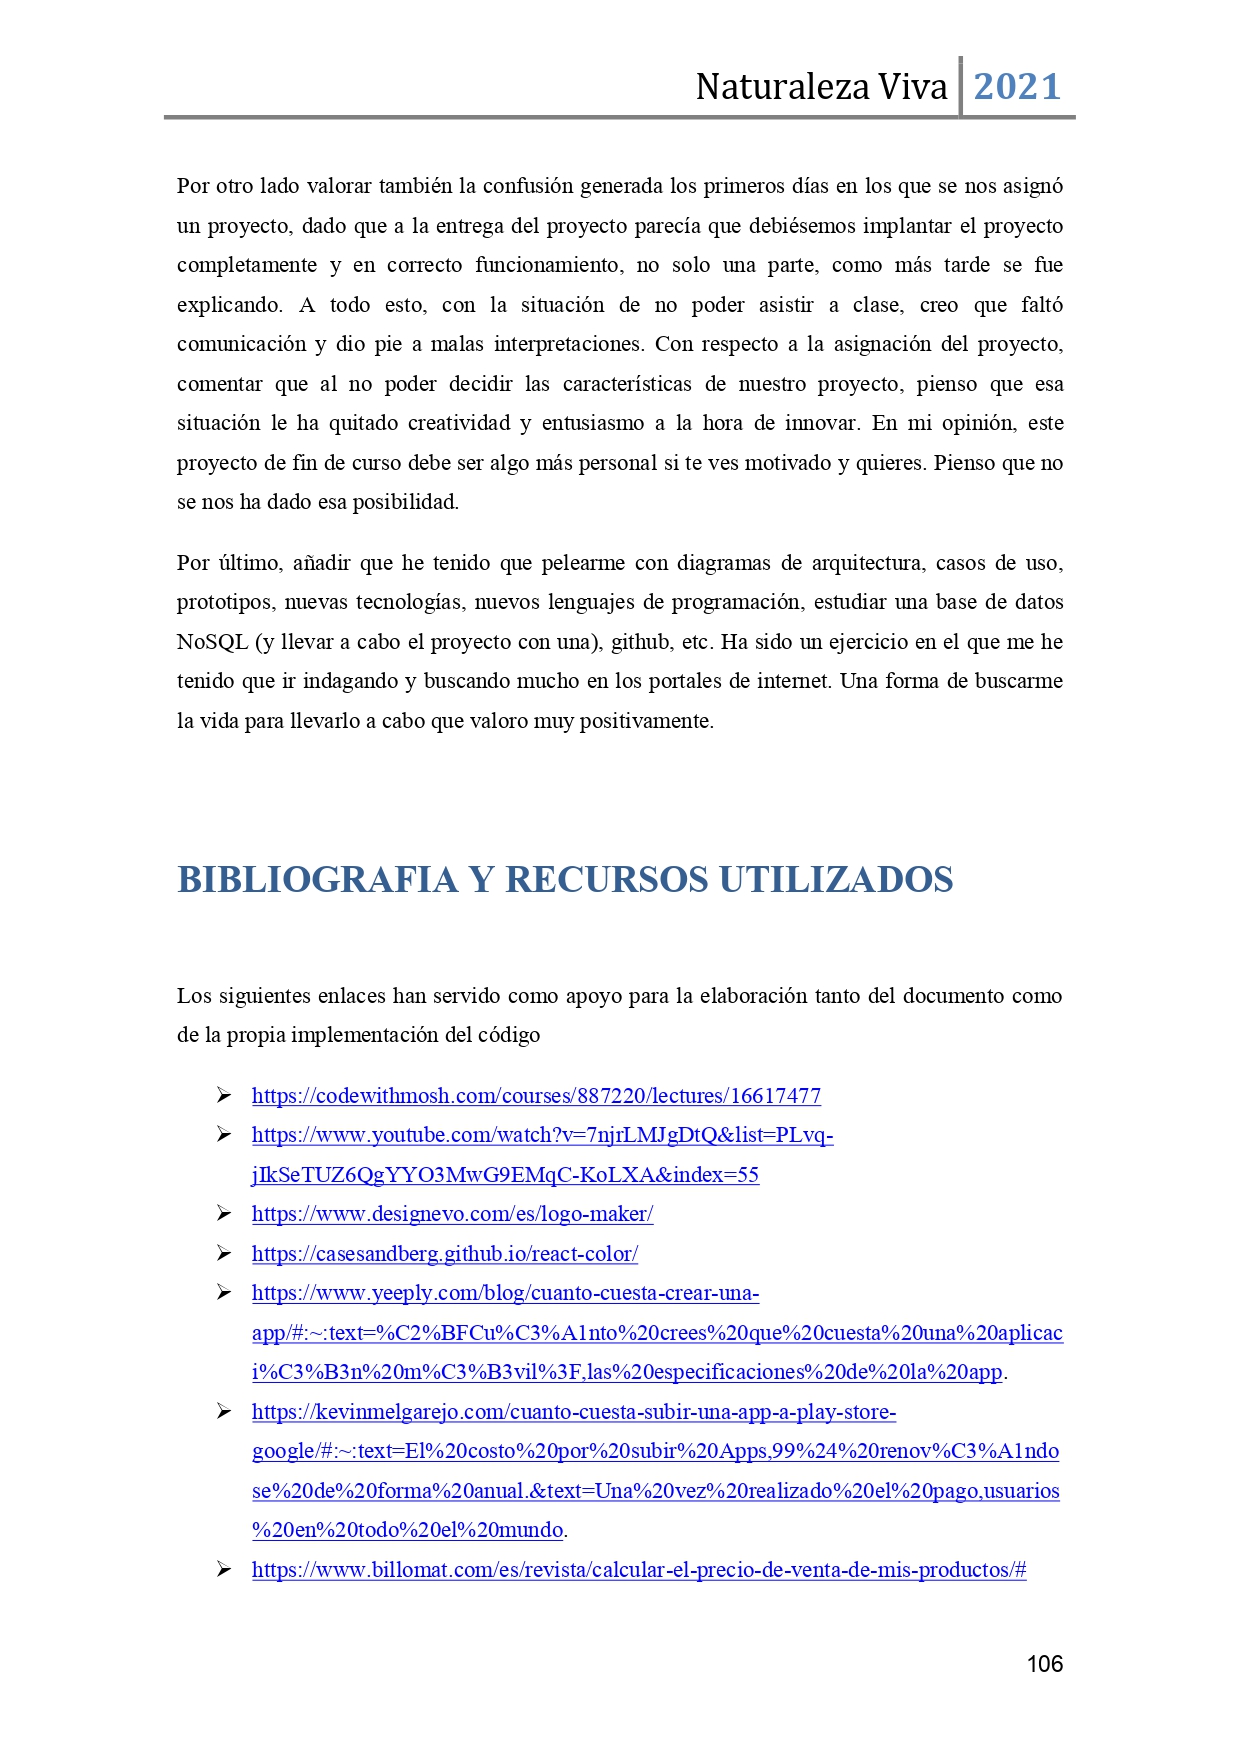 Naturaleza Viva 2021
Por otro lado valorar también la confusión generada los primeros días en los que se nos asignó
un proyecto, dado que a la entrega del proyecto parecía que debiésemos implantar el proyecto
completamente y en correcto funcionamiento, no solo una parte, como más tarde se fue
explicando. A todo esto, con la situación de no poder asistir a clase, creo que faltó
comunicación y dio pie a malas interpretaciones. Con respecto a la asignación del proyecto,
comentar que al no poder decidir las características de nuestro proyecto, pienso que esa
situación le ha quitado creatividad y entusiasmo a la hora de innovar. En mi opinión, este
proyecto de fin de curso debe ser algo más personal si te ves motivado y quieres. Pienso que no
se nos ha dado esa posibilidad.
Por último, añadir que he tenido que pelearme con diagramas de arquitectura, casos de uso,
prototipos, nuevas tecnologías, nuevos lenguajes de programación, estudiar una base de datos
NoSQL (y llevar a cabo el proyecto con una), github, etc. Ha sido un ejercicio en el que me he
tenido que ir indagando y buscando mucho en los portales de internet. Una forma de buscarme
la vida para llevarlo a cabo que valoro muy positivamente.
BIBLIOGRAFIA Y RECURSOS UTILIZADOS
Los siguientes enlaces han servido como apoyo para la elaboración tanto del documento como
de la propia implementación del código
➢ https://codewithmosh.com/courses/887220/lectures/16617477
➢ https://www.youtube.com/watch?v=7njrLMJgDtQ&list=PLvq-
jIkSeTUZ6QgYYO3MwG9EMqC-KoLXA&index=55
➢ https://www.designevo.com/es/logo-maker/
➢ https://casesandberg.github.io/react-color/
➢ https://www.yeeply.com/blog/cuanto-cuesta-crear-una-
app/#:~:text=%C2%BFCu%C3%A1nto%20crees%20que%20cuesta%20una%20aplicac
i%C3%B3n%20m%C3%B3vil%3F,las%20especificaciones%20de%20la%20app.
➢ https://kevinmelgarejo.com/cuanto-cuesta-subir-una-app-a-play-store-
google/#:~:text=El%20costo%20por%20subir%20Apps,99%24%20renov%C3%A1ndo
se%20de%20forma%20anual.&text=Una%20vez%20realizado%20el%20pago,usuarios
%20en%20todo%20el%20mundo.
➢ https://www.billomat.com/es/revista/calcular-el-precio-de-venta-de-mis-productos/#
106